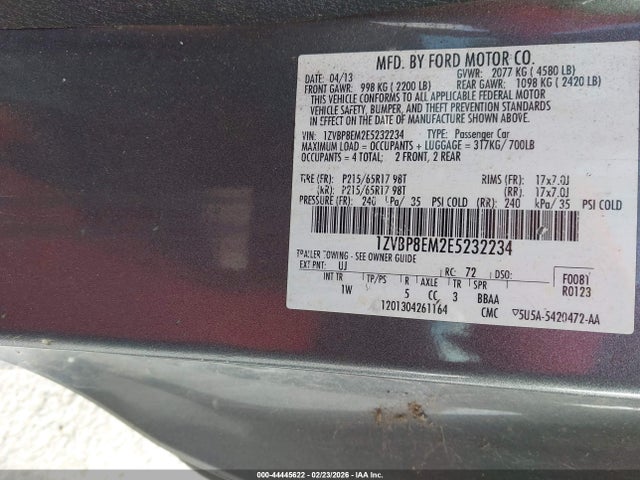 MFD. BY FORD MOTOR CO.
DATE: 04/13 GVWR: 2077 KG ( 4580 LB)
FRONT GAWR: 998 KG ( 2200 LB) REAR GAWR: 1098 KG ( 2420 LB)
THIS VEHICLE CONFORMS TO ALL APPLICABLE FEDERAL MOTOR
VEHICLE SAFETY, BUMPER, AND THEFT PREVENTION STANDARDS
IN EFFECT ON THE DATE OF MANUFACTURE SHOWN ABOVE.
VIN: 1ZVBP8EM2E5232234 TYPE: Passenger Car
MAXIMUM LOAD = OCCUPANTS + LUGGAGE = 317KG/ 700LB
OCCUPANTS = 4 TOTAL; 2 FRONT, 2 REAR
TIRE (FR): P215/65R17 98T RIMS (FR): 17x7.0J
(RR): P215/65R17 98T (RR): 17x7.0J
PRESSURE (FR): 240 kPa/ 35 PSI COLD (RR): 240 kPa/ 35 PSI COLD
1ZVBP8EM2E5232234
TRAILER TOWING - SEE OWNER GUIDE
EXT PNT: UJ RC: 72 DSO: F0081
INT TR TP/PS R AXLE TR SPR R0123
1W 5 CC 3 BBAA
1201304261164 CMC ▽5U5A-5420472-AA
000-44445622 - 02/23/2026 - IAA Inc.